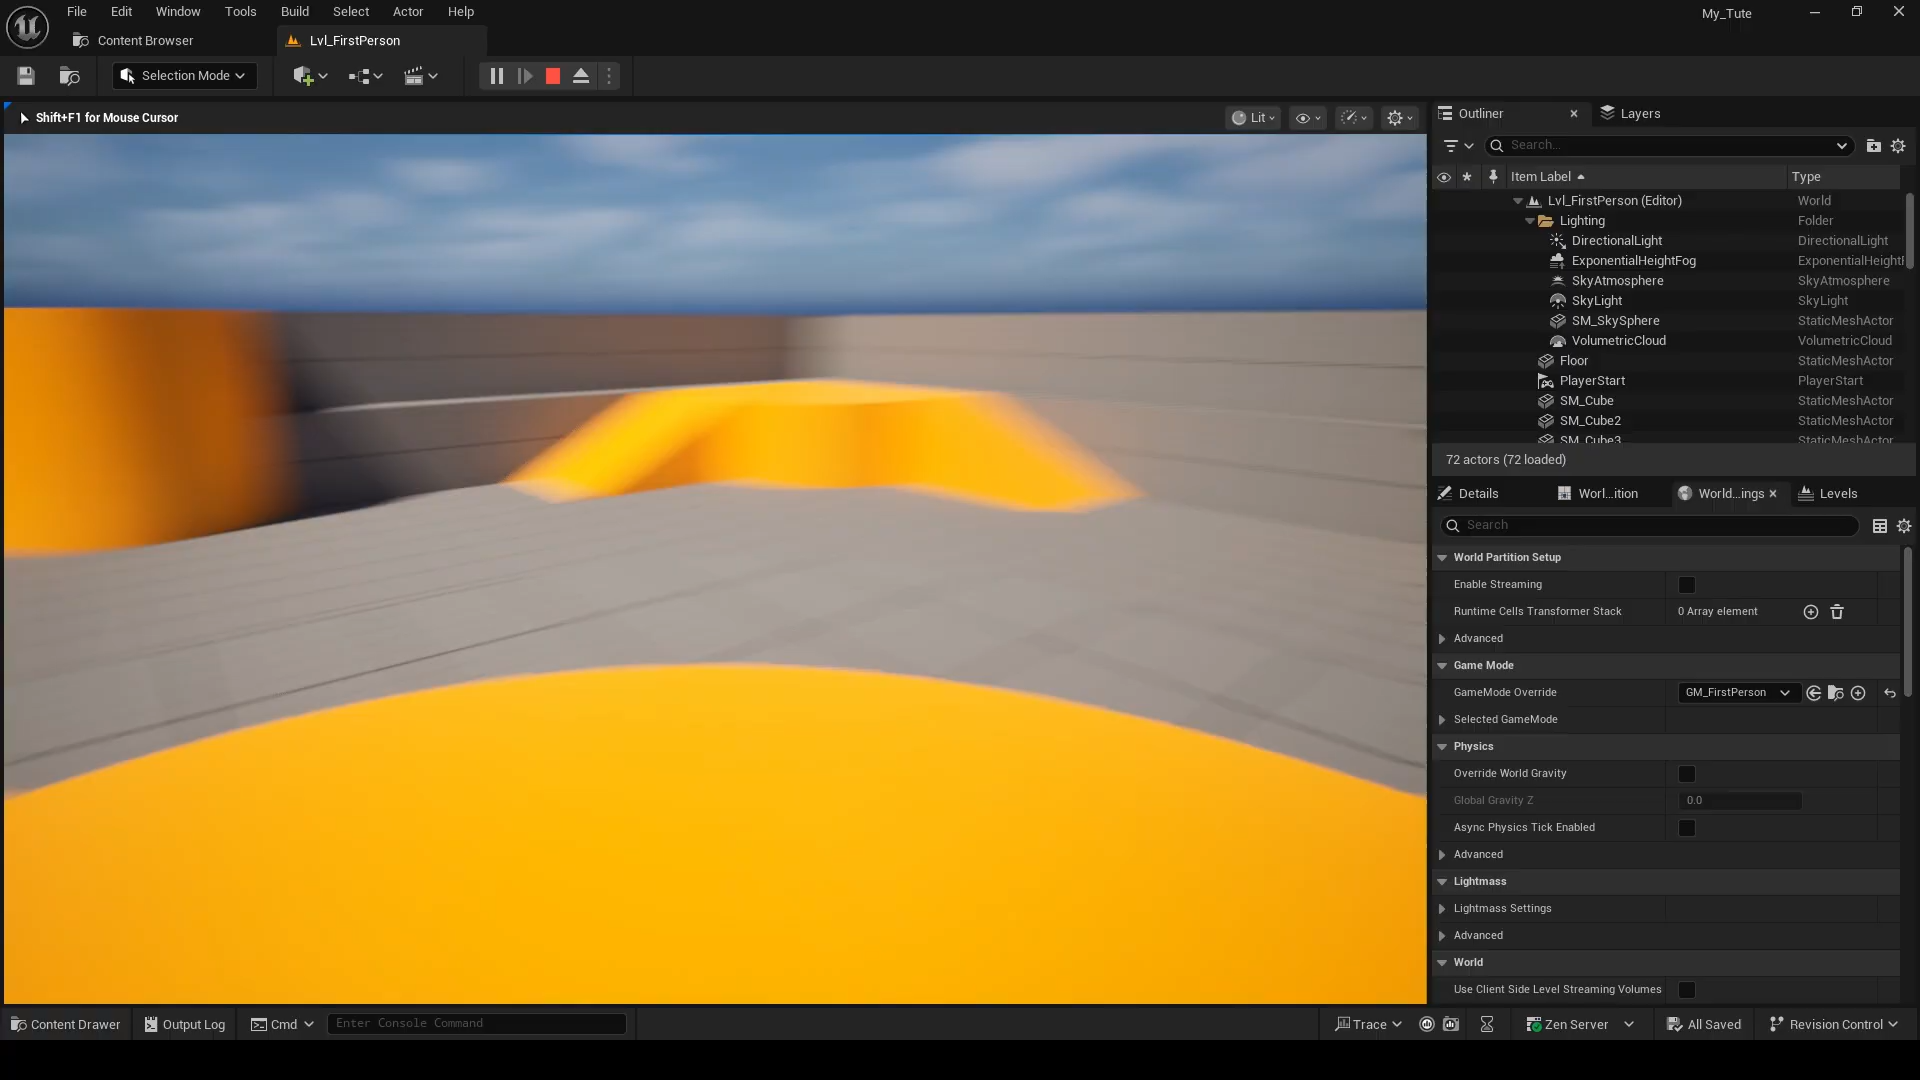 File Edit Window Tools Build Select Actor Help
My_Tute
Content Browser
Lvl_FirstPerson
Selection Mode
Shift+F1 for Mouse Cursor
Lit
Outliner
Layers
Search...
Item Label
Type
Lvl_FirstPerson (Editor) World
Lighting Folder
DirectionalLight DirectionalLight
ExponentialHeightFog ExponentialHeightF
SkyAtmosphere SkyAtmosphere
SkyLight SkyLight
SM_SkySphere StaticMeshActor
VolumetricCloud VolumetricCloud
Floor StaticMeshActor
PlayerStart PlayerStart
SM_Cube StaticMeshActor
SM_Cube2 StaticMeshActor
SM_Cube3 StaticMeshActor
72 actors (72 loaded)
Details
Worl...ition
World...ings
Levels
Search
World Partition Setup
Enable Streaming
Runtime Cells Transformer Stack 0 Array element
Advanced
Game Mode
GameMode Override GM_FirstPerson
Selected GameMode
Physics
Override World Gravity
Global Gravity Z 0.0
Async Physics Tick Enabled
Advanced
Lightmass
Lightmass Settings
Advanced
World
Use Client Side Level Streaming Volumes
Content Drawer
Output Log
Cmd
Enter Console Command
Trace
Zen Server
All Saved
Revision Control